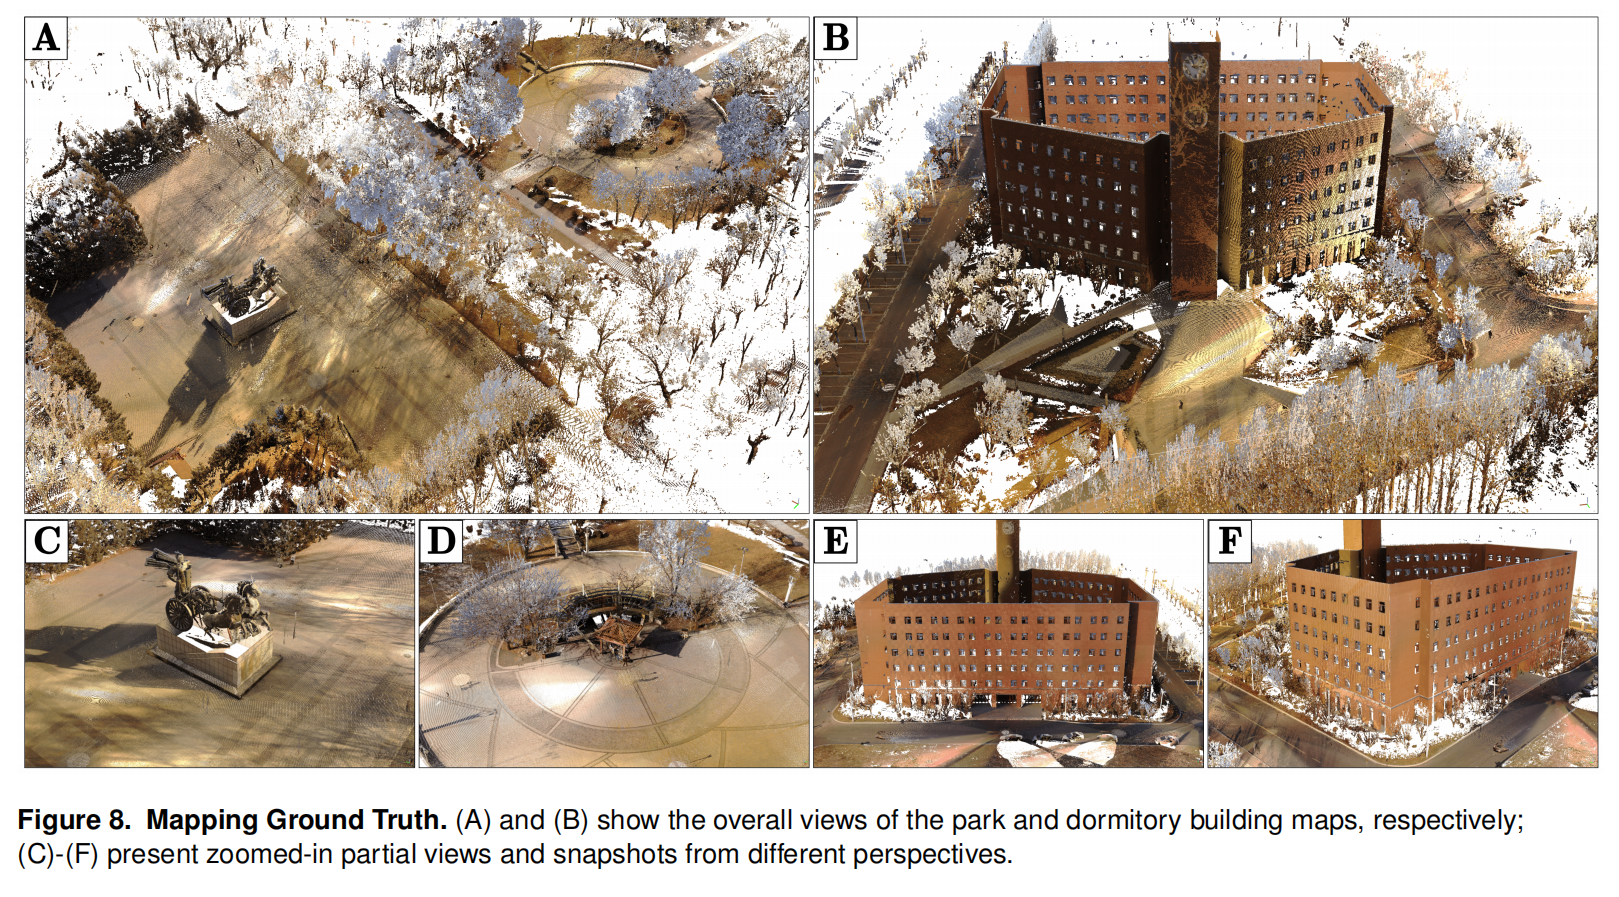 A
B
C
D
E
F
Figure 8. Mapping Ground Truth. (A) and (B) show the overall views of the park and dormitory building maps, respectively;
(C)-(F) present zoomed-in partial views and snapshots from different perspectives.